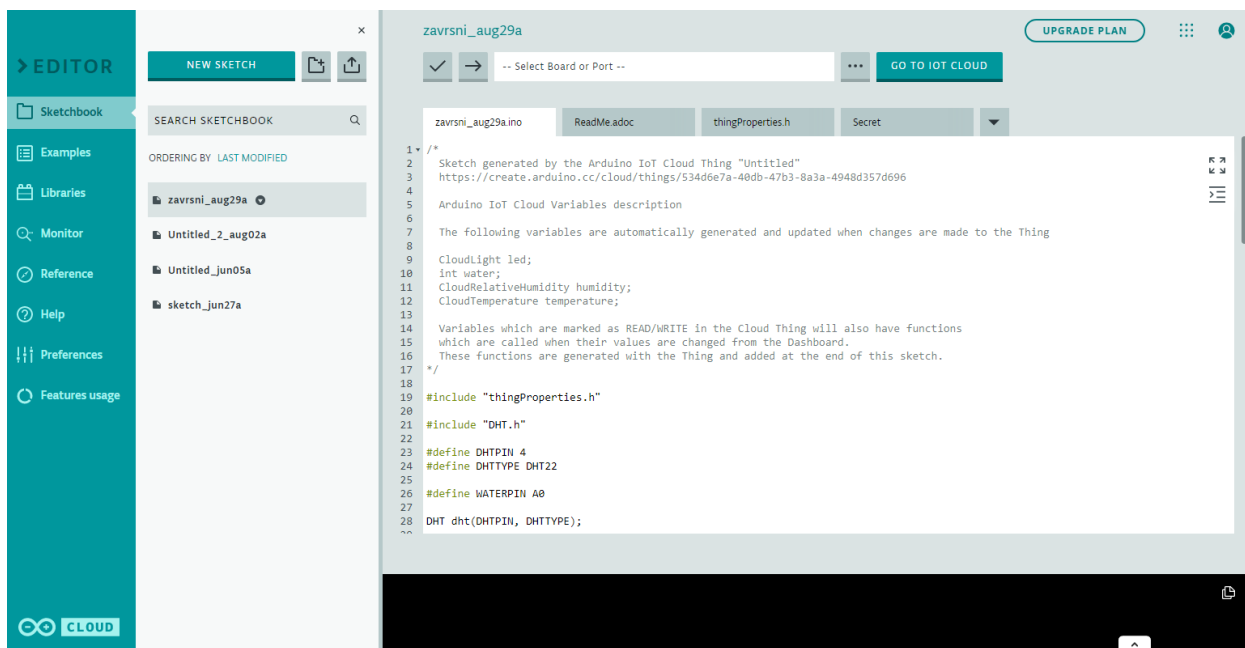 >EDITOR
Sketchbook
Examples
Libraries
Monitor
Reference
Help
Preferences
Features usage
CLOUD
×
NEW SKETCH
SEARCH SKETCHBOOK
ORDERING BY LAST MODIFIED
zavrsni_aug29a
Untitled_2_aug02a
Untitled_jun05a
sketch_jun27a
zavrsni_aug29a
UPGRADE PLAN
-- Select Board or Port --
GO TO IOT CLOUD
zavrsni_aug29a.ino ReadMe.adoc thingProperties.h Secret
1 /*
2 Sketch generated by the Arduino IoT Cloud Thing "Untitled"
3 https://create.arduino.cc/cloud/things/534d6e7a-40db-47b3-8a3a-4948d357d696
4
5 Arduino IoT Cloud Variables description
6
7 The following variables are automatically generated and updated when changes are made to the Thing
8
9 CloudLight led;
10 int water;
11 CloudRelativeHumidity humidity;
12 CloudTemperature temperature;
13
14 Variables which are marked as READ/WRITE in the Cloud Thing will also have functions
15 which are called when their values are changed from the Dashboard.
16 These functions are generated with the Thing and added at the end of this sketch.
17 */
18
19 #include "thingProperties.h"
20
21 #include "DHT.h"
22
23 #define DHTPIN 4
24 #define DHTTYPE DHT22
25
26 #define WATERPIN A0
27
28 DHT dht(DHTPIN, DHTTYPE);